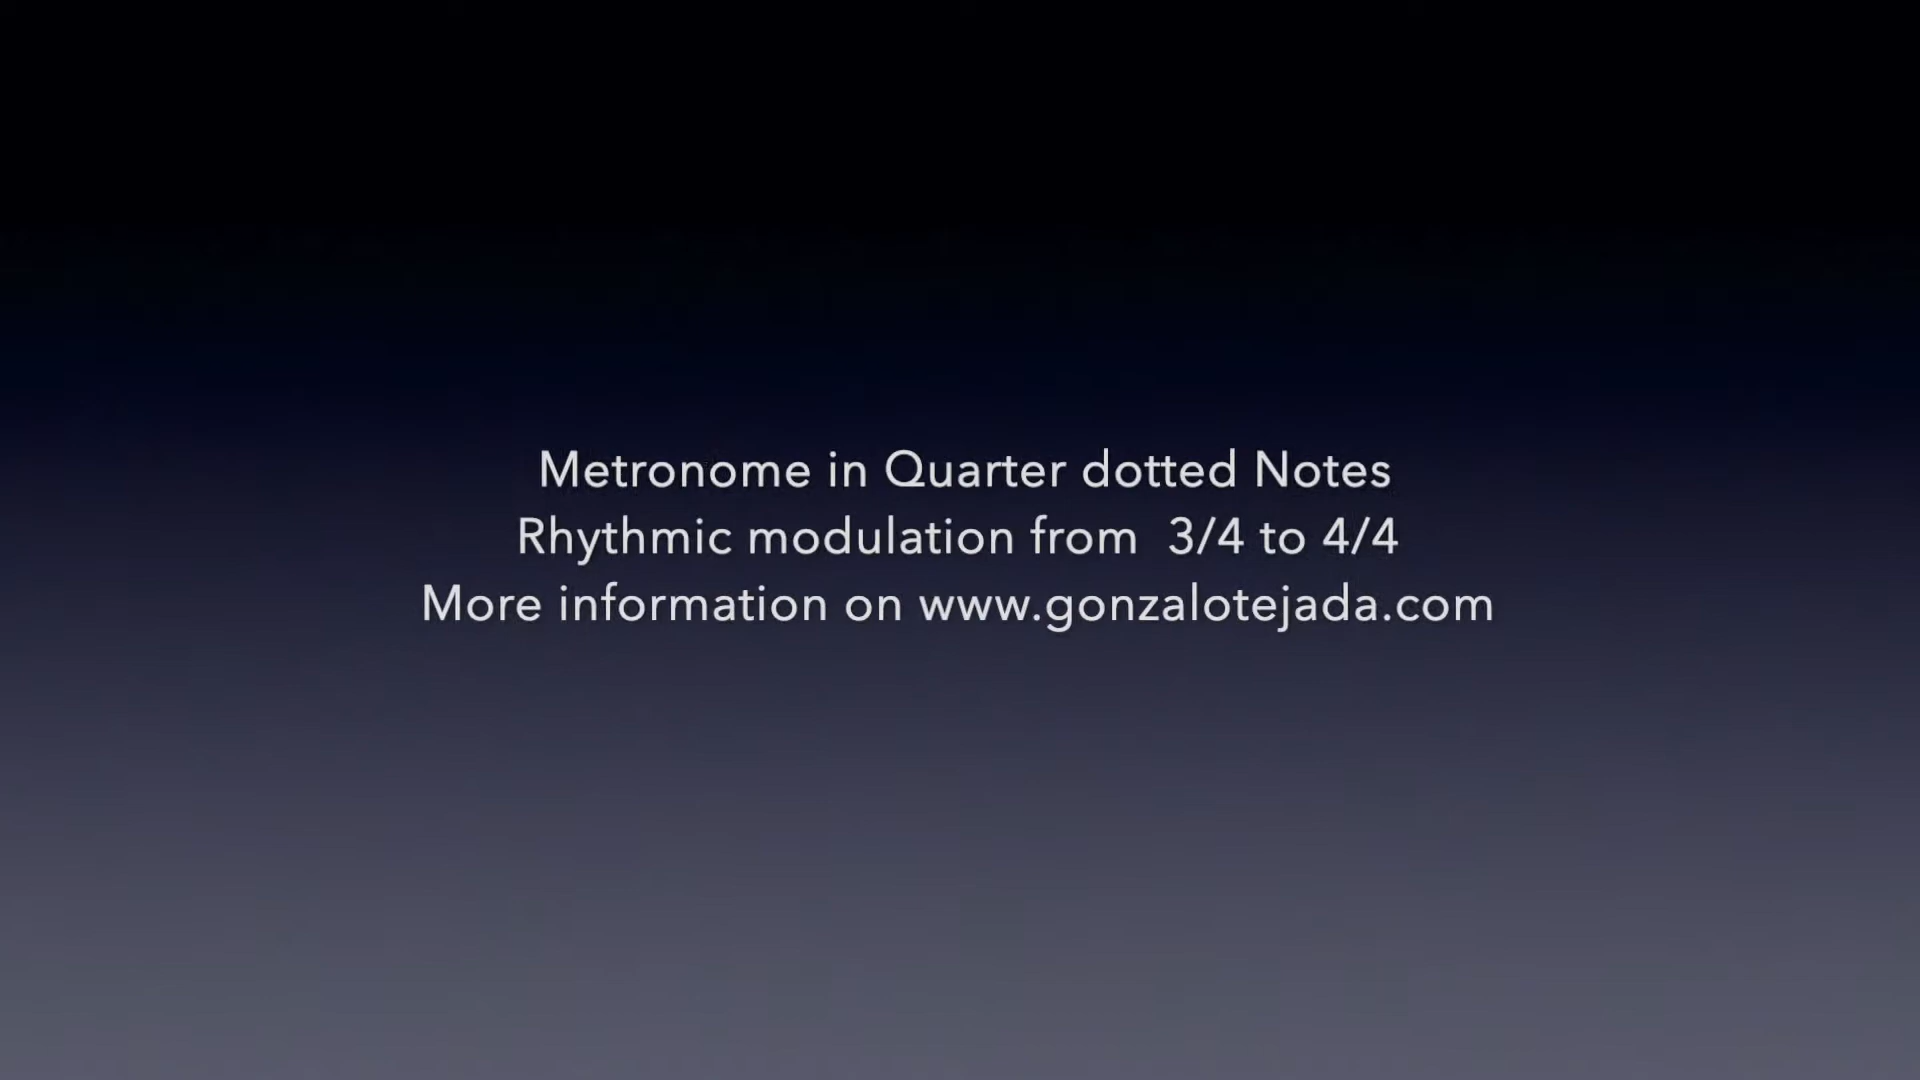 Metronome in Quarter dotted Notes
Rhythmic modulation from 3/4 to 4/4
More information on www.gonzalotejada.com